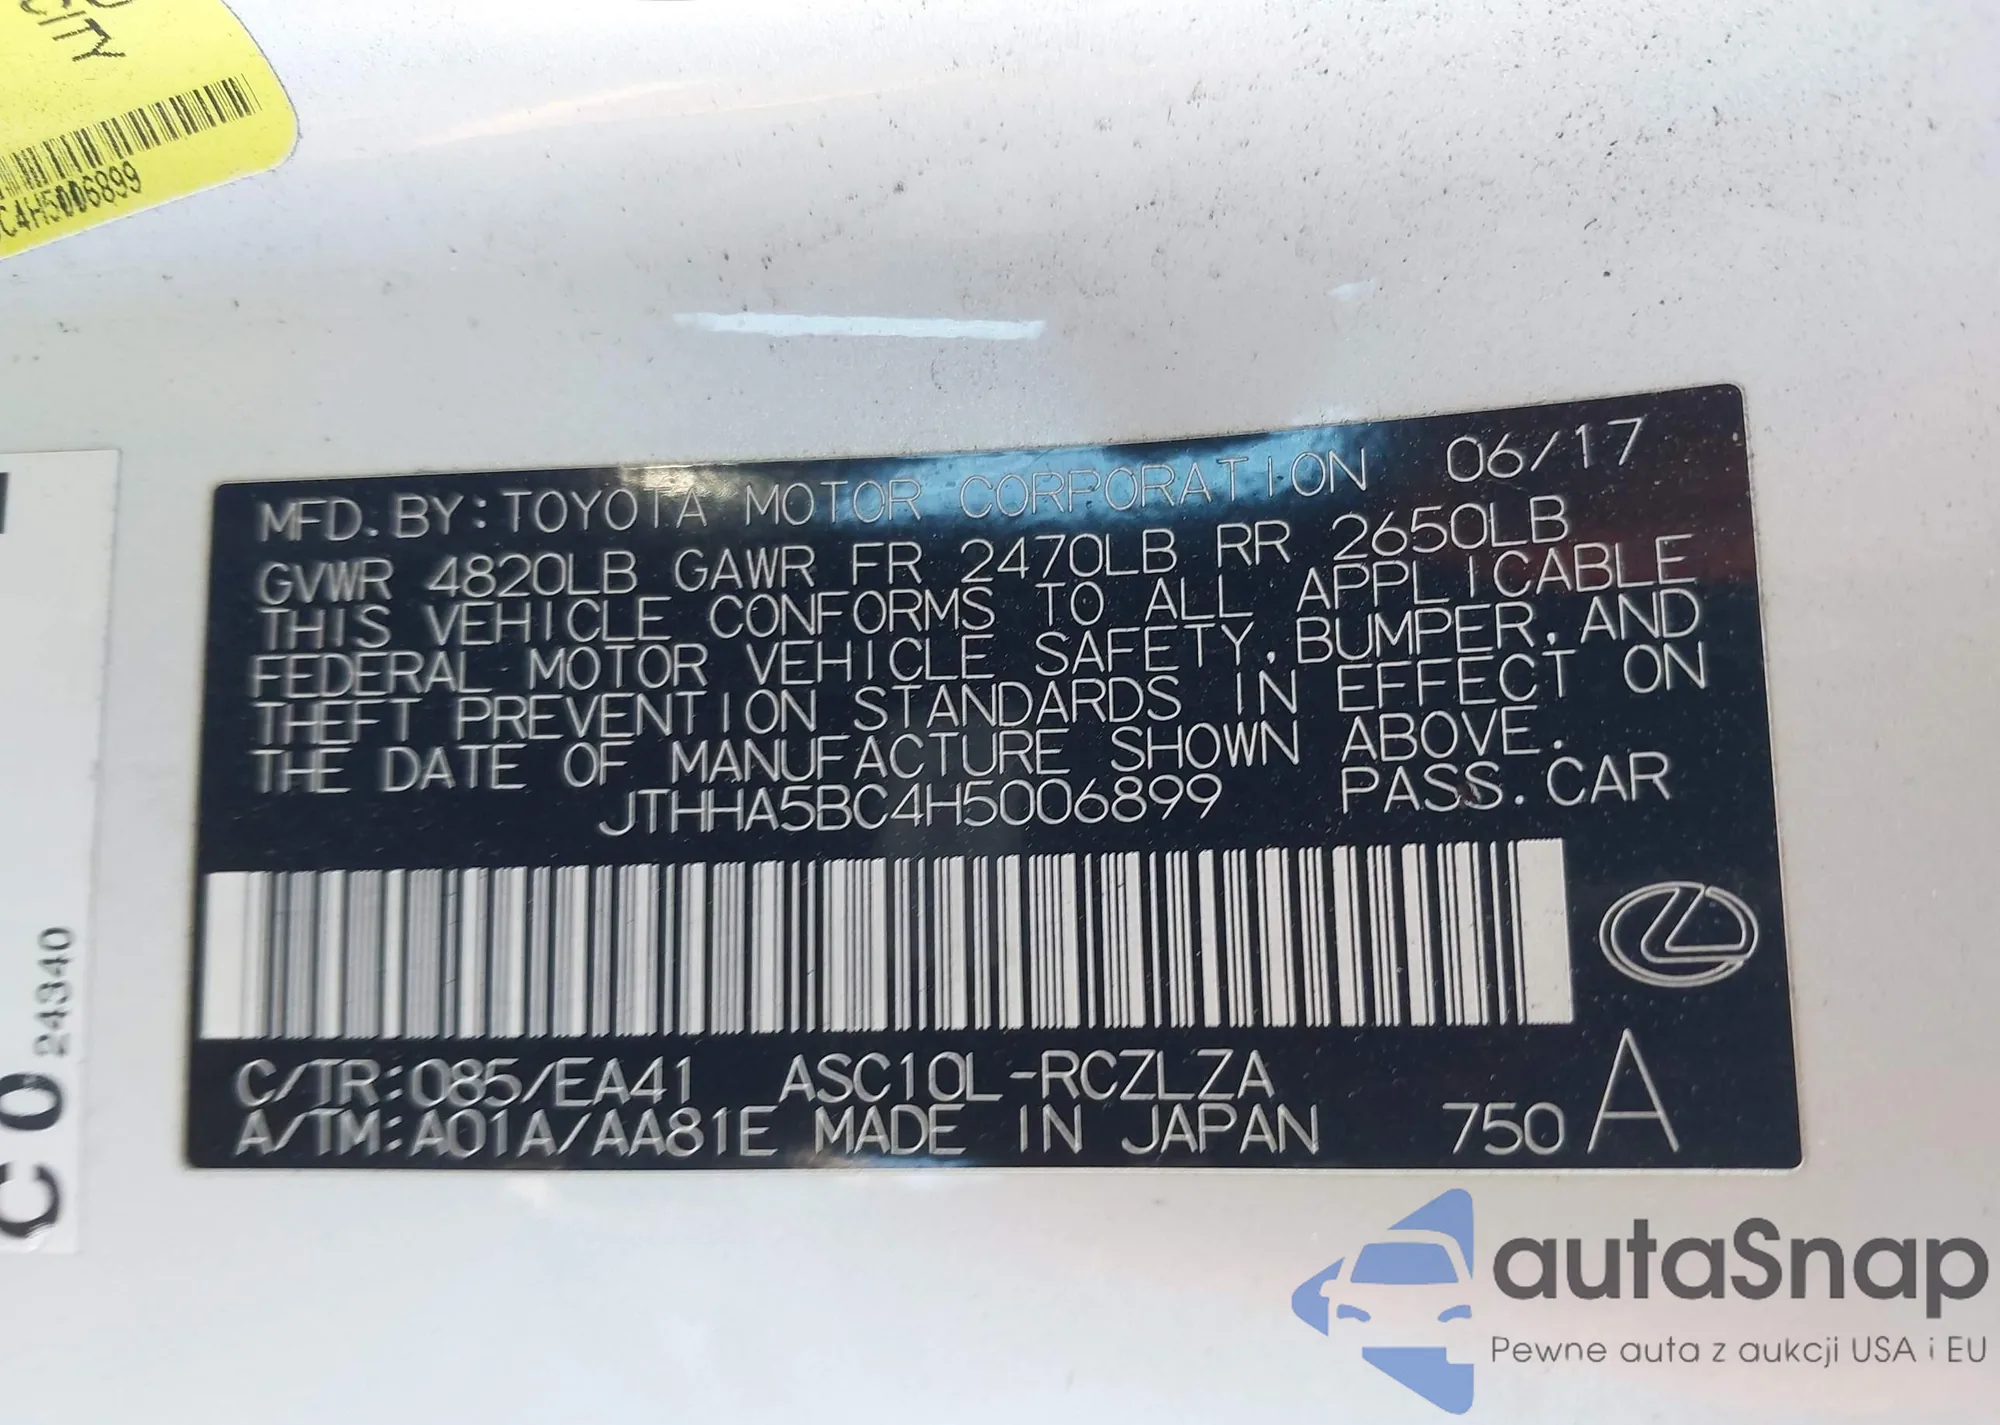 CITY
C4H5006899
MFD. BY: TOYOTA MOTOR CORPORATION 06/17
GVWR 4820LB GAWR FR 2470LB RR 2650LB
THIS VEHICLE CONFORMS TO ALL APPLICABLE
FEDERAL MOTOR VEHICLE SAFETY, BUMPER, AND
THEFT PREVENTION STANDARDS IN EFFECT ON
THE DATE OF MANUFACTURE SHOWN ABOVE.
JTHHA5BC4H5006899 PASS. CAR
C/TR:085/EA41 ASC10L-RCZLZA
A/TM:A01A/AA81E MADE IN JAPAN 750 A
C0 24340
autaSnap
Pewne auta z aukcji USA i EU